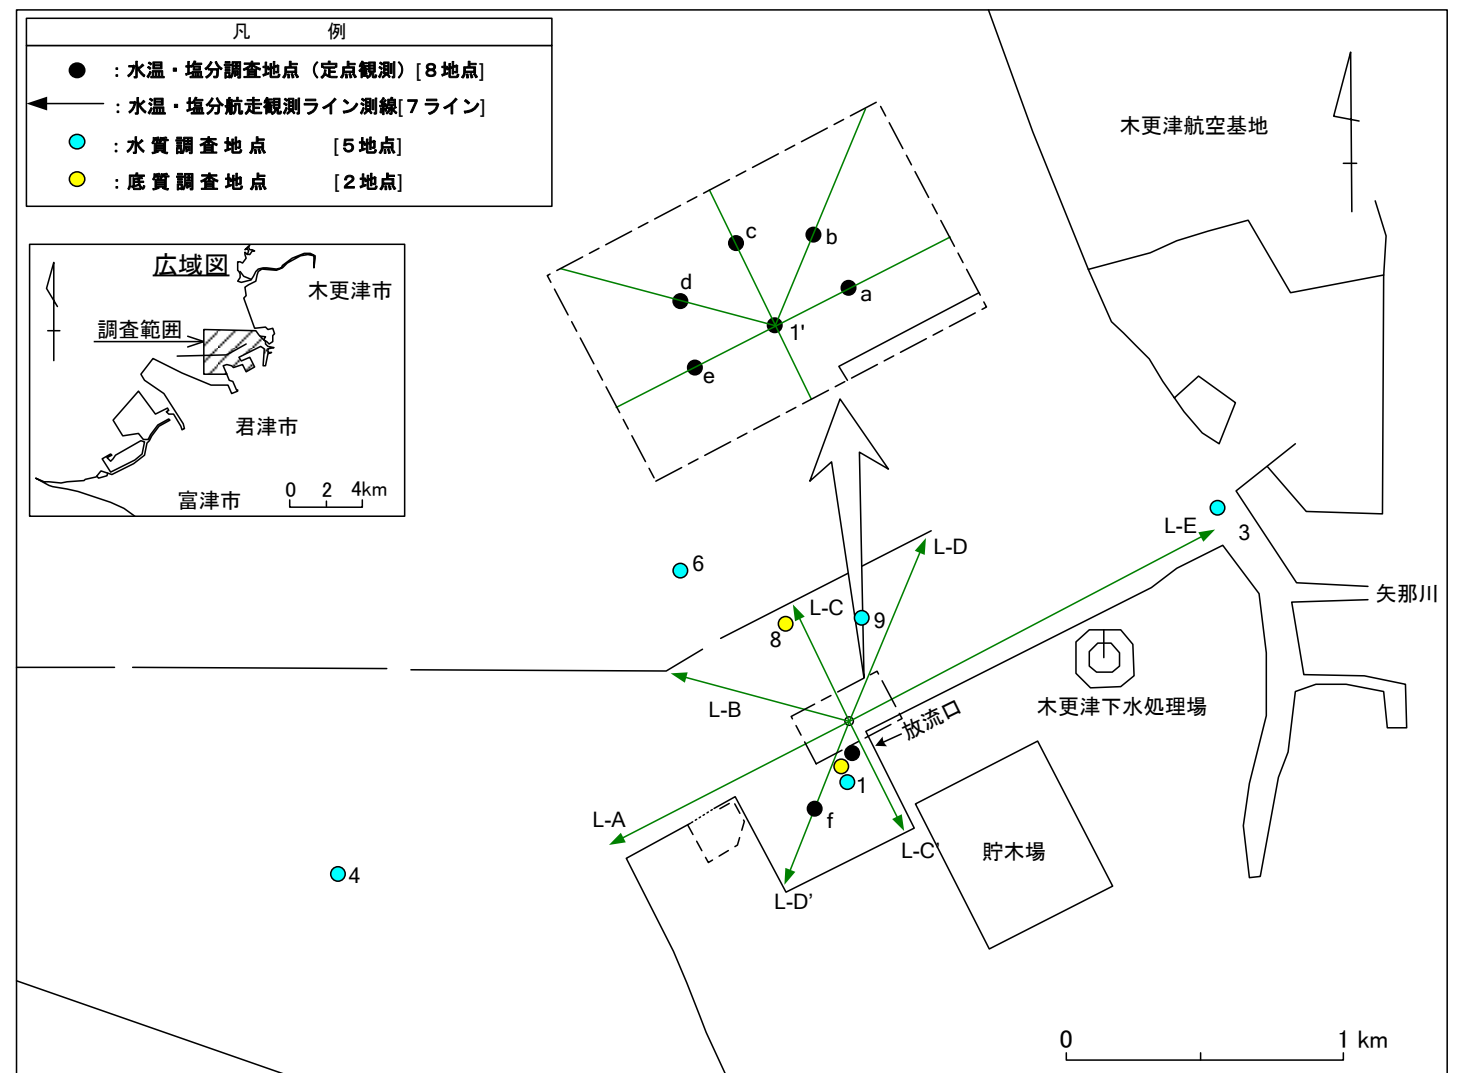 凡　例
：水温・塩分調査地点（定点観測）[８地点]
：水温・塩分航走観測ライン測線[７ライン]
：水 質 調 査 地 点 [５地点]
：底 質 調 査 地 点 [２地点]
広域図
木更津市
調査範囲
君津市
富津市
0 2 4km
木更津航空基地
c
b
d
a
1'
e
L-E
3
L-D
6
矢那川
L-C
9
8
木更津下水処理場
L-B
放流口
1
L-A
f
L-C'
貯木場
4
L-D'
0 1 km